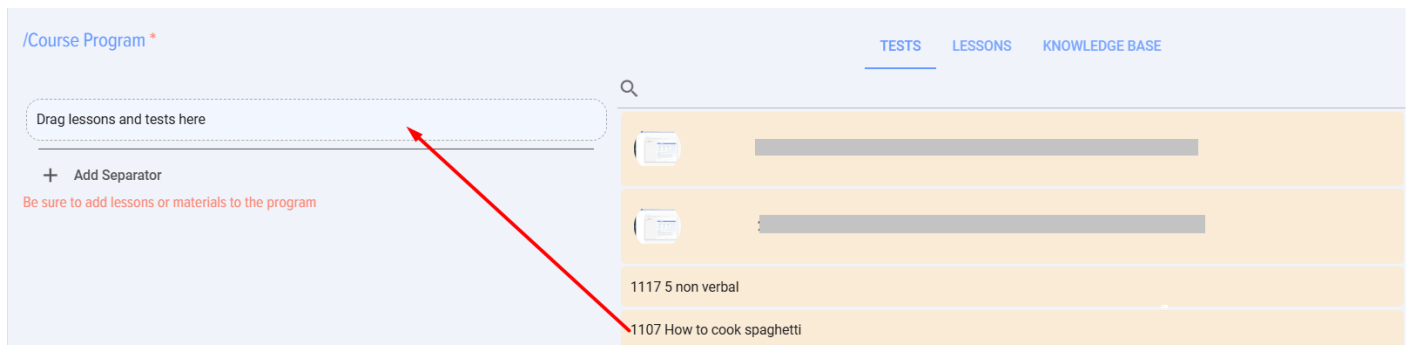 /Course Program *
TESTS LESSONS KNOWLEDGE BASE
Drag lessons and tests here
Add Separator
Be sure to add lessons or materials to the program
1117 5 non verbal
1107 How to cook spaghetti